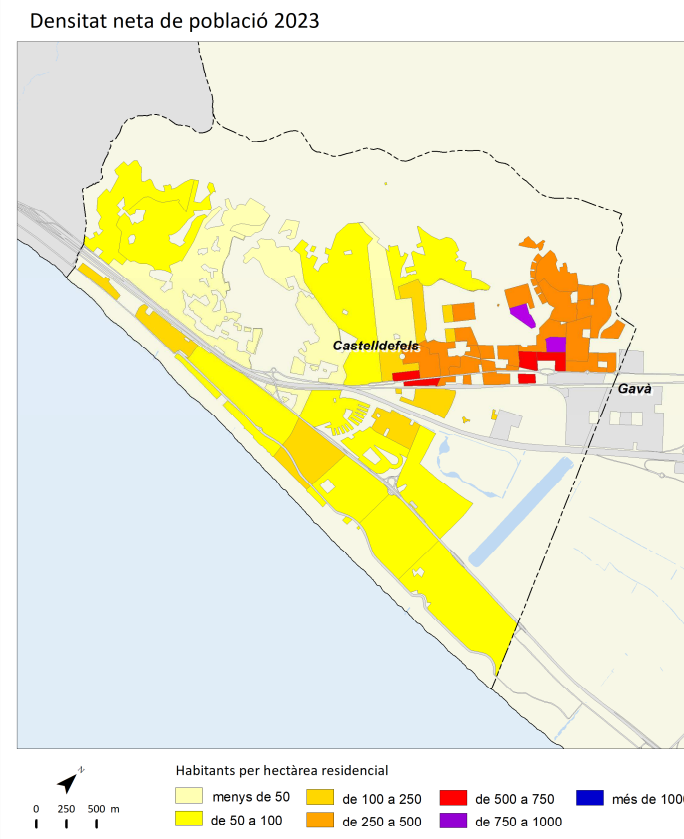 Densitat neta de població 2023
Castelldefels
Gavà
N
0 250 500 m
Habitants per hectàrea residencial
menys de 50
de 100 a 250
de 500 a 750
més de 1000
de 50 a 100
de 250 a 500
de 750 a 1000